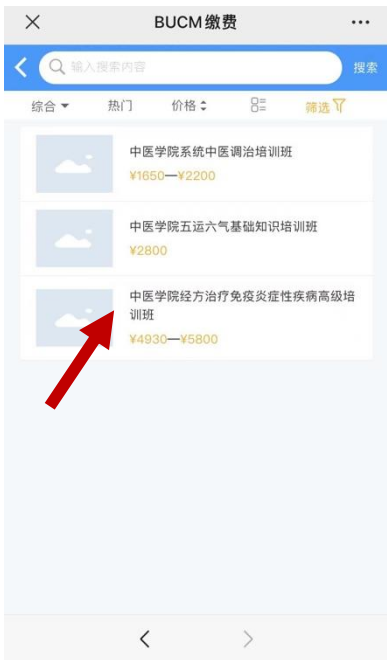 BUCM缴费
输入搜索内容
搜索
综合 热门 价格 筛选
中医学院系统中医调治培训班
¥1650—¥2200
中医学院五运六气基础知识培训班
¥2800
中医学院经方治疗免疫炎症性疾病高级培
训班
¥4930—¥5800